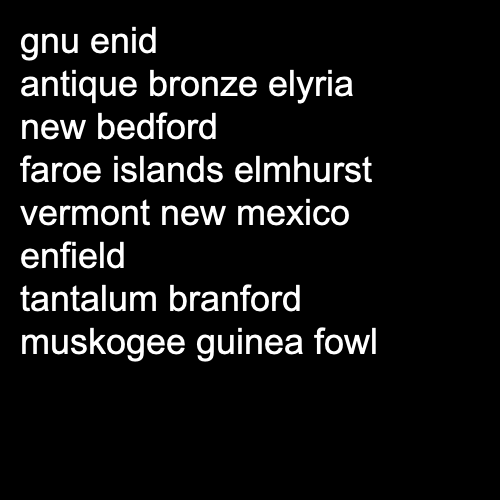 gnu enid
antique bronze elyria
new bedford
faroe islands elmhurst
vermont new mexico
enfield
tantalum branford
muskogee guinea fowl